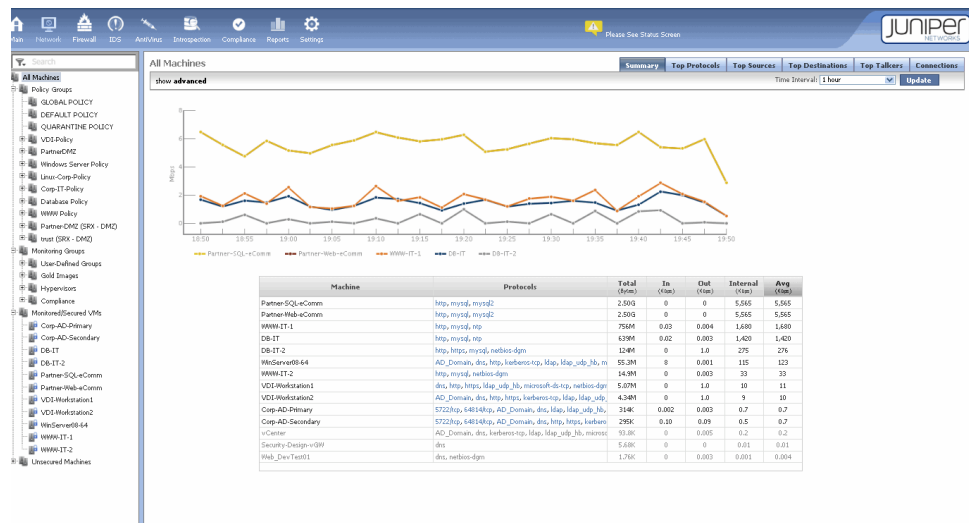 Main Network Firewall IDS AntiVirus Introspection Compliance Reports Settings
Please See Status Screen
JUNIPER
NETWORKS
Search
All Machines
Policy Groups
GLOBAL POLICY
DEFAULT POLICY
QUARANTINE POLICY
VDI-Policy
PartnerDMZ
Windows Server Policy
Linux-Corp-Policy
Corp-IT-Policy
Database Policy
WWW Policy
Partner-DMZ (SRX - DMZ)
trust (SRX - DMZ)
Monitoring Groups
User-Defined Groups
Gold Images
Hypervisors
Compliance
Monitored/Secured VMs
Corp-AD-Primary
Corp-AD-Secondary
DB-IT
DB-IT-2
Partner-SQL-eComm
Partner-Web-eComm
VDI-Workstation1
VDI-Workstation2
WinServer08-64
WWW-IT-1
WWW-IT-2
Unsecured Machines
All Machines
Summary Top Protocols Top Sources Top Destinations Top Talkers Connections
show advanced
Time Interval: 1 hour Update
8
6
4
2
0
Mbps
18:50 18:55 19:00 19:05 19:10 19:15 19:20 19:25 19:30 19:35 19:40 19:45 19:50
Partner-SQL-eComm Partner-Web-eComm WWW-IT-1 DB-IT DB-IT-2
Machine Protocols Total (Bytes) In (Kbps) Out (Kbps) Internal (Kbps) Avg (Kbps)
Partner-SQL-eComm http, mysql, mysql2 2.50G 0 0 5,565 5,565
Partner-Web-eComm http, mysql, mysql2 2.50G 0 0 5,565 5,565
WWW-IT-1 http, mysql, ntp 756M 0.03 0.004 1,680 1,680
DB-IT http, mysql, ntp 639M 0.02 0.003 1,420 1,420
DB-IT-2 http, https, mysql, netbios-dgm 124M 0 1.0 275 276
WinServer08-64 AD_Domain, dns, http, kerberos-tcp, ldap, ldap_udp_hb, m 55.3M 8 0.001 115 123
WWW-IT-2 http, mysql, netbios-dgm 14.9M 0 0.003 33 33
VDI-Workstation1 dns, http, https, ldap_udp_hb, microsoft-ds-tcp, netbios-dgm 5.07M 0 1.0 10 11
VDI-Workstation2 AD_Domain, dns, http, https, kerberos-tcp, ldap, ldap_udp_ 4.34M 0 1.0 9 10
Corp-AD-Primary 5722/tcp, 64814/tcp, AD_Domain, dns, ldap, ldap_udp_hb, 314K 0.002 0.003 0.7 0.7
Corp-AD-Secondary 5722/tcp, 64814/tcp, AD_Domain, dns, http, https, kerbero 295K 0.10 0.09 0.5 0.7
vCenter AD_Domain, dns, kerberos-tcp, ldap, ldap_udp_hb, microso 93.8K 0 0.005 0.2 0.2
Security-Design-vGW dns 5.68K 0 0 0.01 0.01
Web_DevTest01 dns, netbios-dgm 1.76K 0 0.003 0.001 0.004